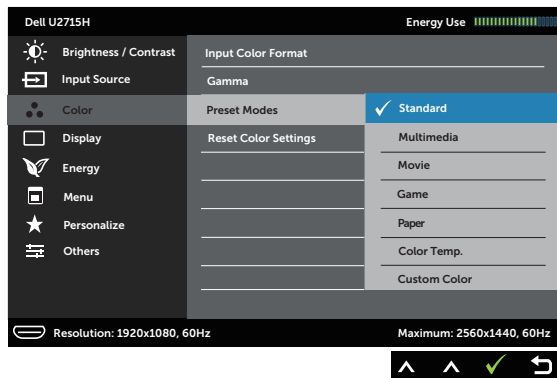 Dell U2715H Energy Use
Brightness / Contrast Input Color Format
Input Source Gamma
Color Preset Modes Standard
Display Reset Color Settings Multimedia
Energy Movie
Menu Game
Personalize Paper
Others Color Temp.
Custom Color
Resolution: 1920x1080, 60Hz Maximum: 2560x1440, 60Hz